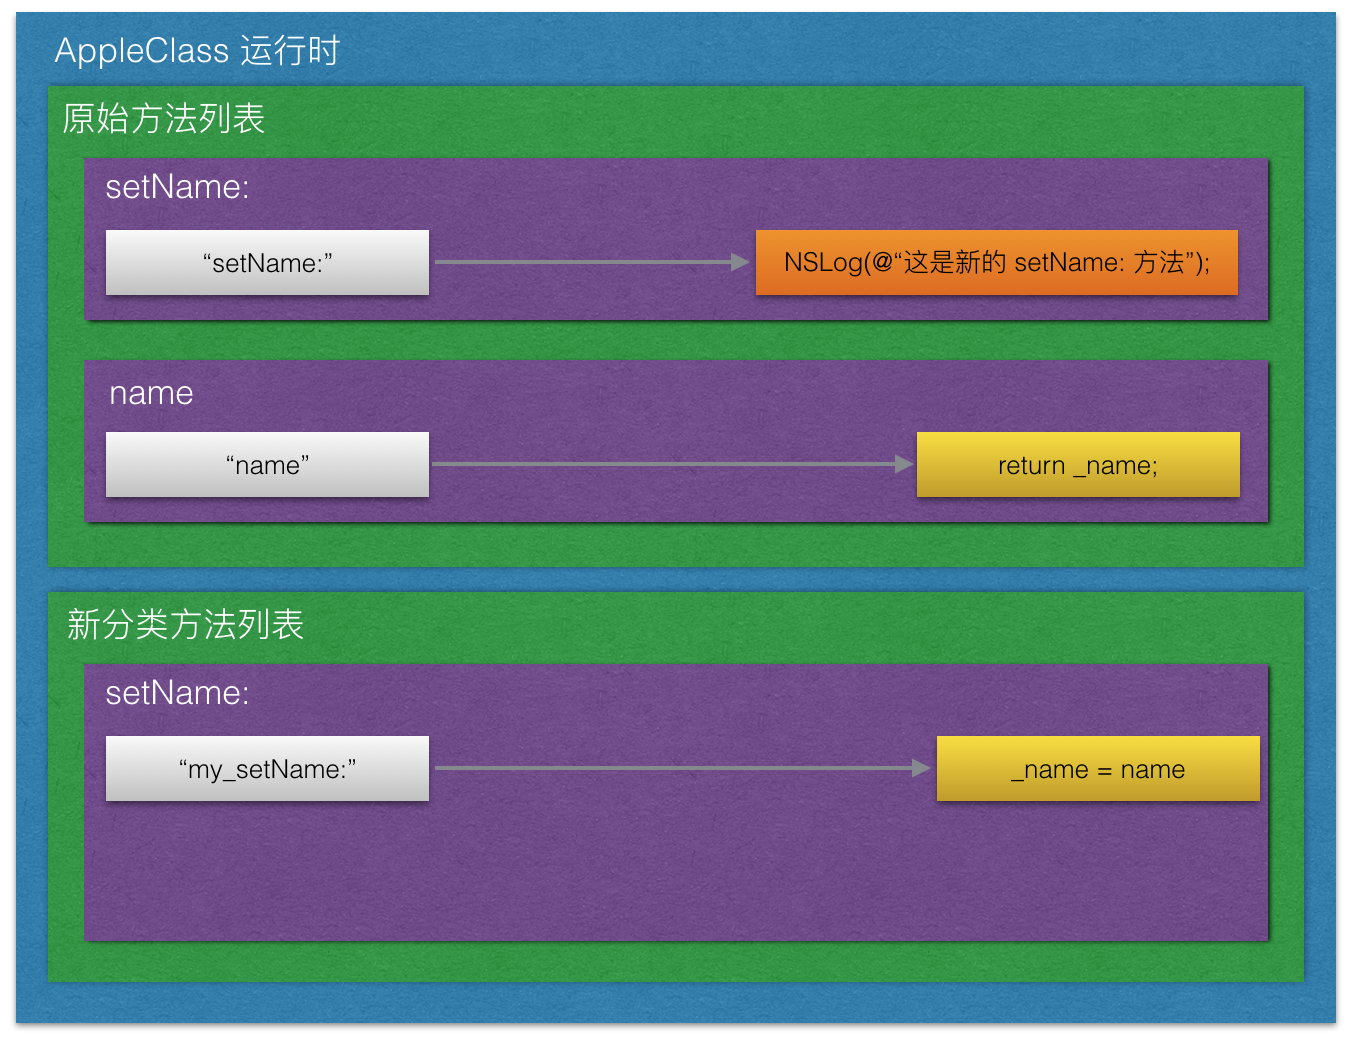 AppleClass 运行时
原始方法列表
setName:
“setName:”
NSLog(@“这是新的 setName: 方法”);
name
“name”
return _name;
新分类方法列表
setName:
“my_setName:”
_name = name